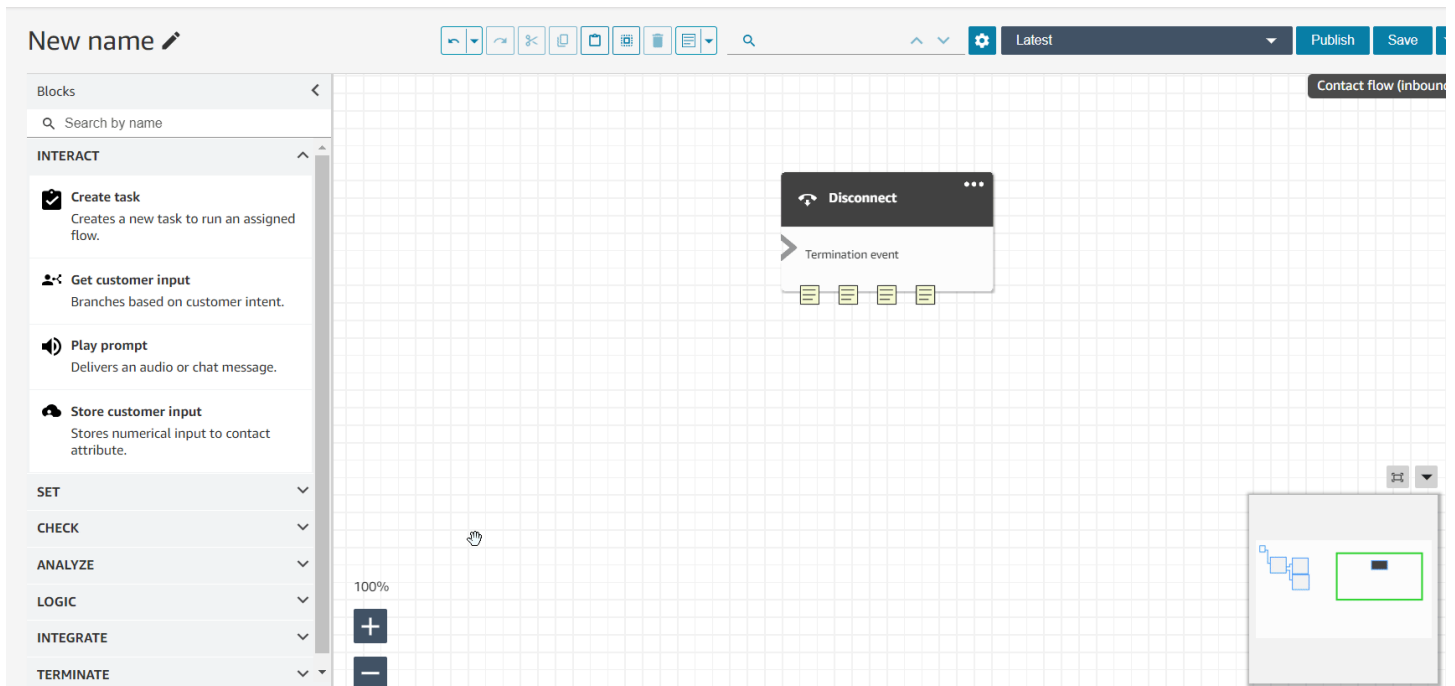 New name
Latest
Publish
Save
Blocks
Contact flow (inbound
Search by name
INTERACT
Create task
Creates a new task to run an assigned
flow.
Get customer input
Branches based on customer intent.
Play prompt
Delivers an audio or chat message.
Store customer input
Stores numerical input to contact
attribute.
SET
CHECK
ANALYZE
LOGIC
INTEGRATE
TERMINATE
Disconnect
Termination event
100%